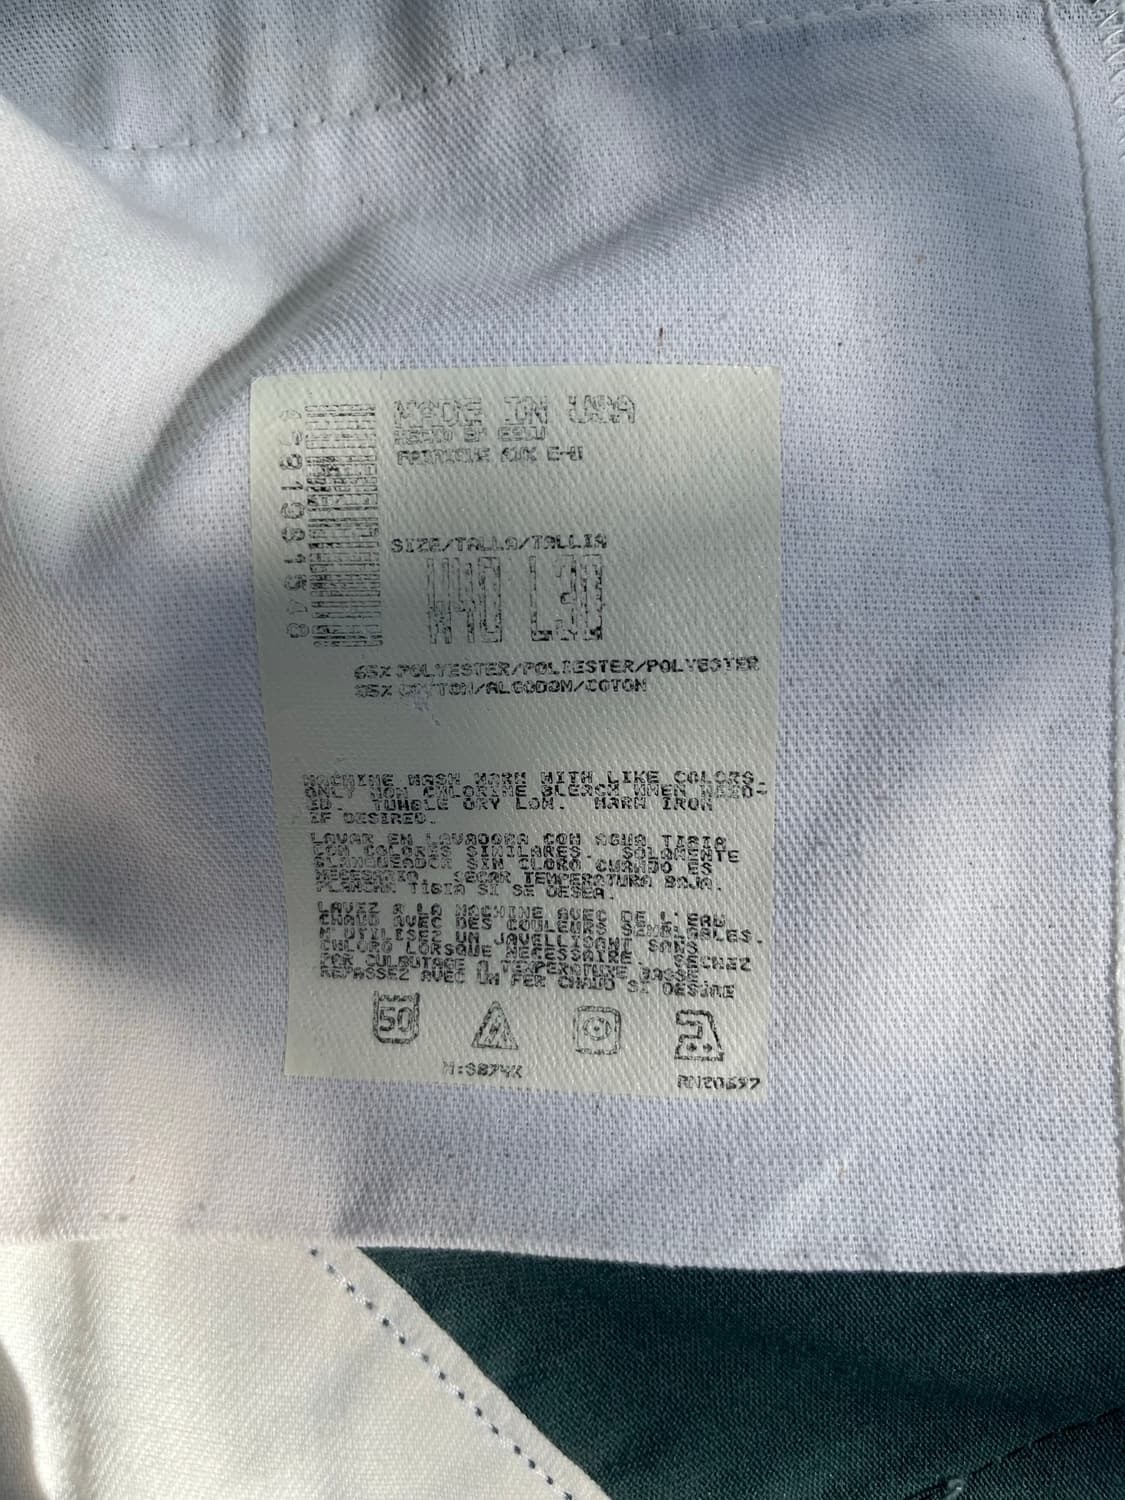 MADE IN USA
HECHO EN EEUU
SIZE/TALLA/TALLIA
W40 L30
65% POLYESTER/POLIESTER/POLYESTER
35% COTTON/ALGODOM/COTON
MACHINE WASH WARM WITH LIKE COLORS.
ONLY NON CHLORINE BLEACH WHEN NEED-
ED. TUMBLE DRY LOW. WARM IRON
IF DESIRED.
LAVAR EN LAVADORA CON AGUA TIBIA
CON COLORES SIMILARES. SOLAMENTE
BLANQUEADOR SIN CLORO CUANDO ES
NECESARIO. SECAR TEMPERATURA BAJA.
PLANCHA TIBIA SI SE DESEA.
LAVEZ A LA MACHINE AVEC DE L'EAU
CHAUD AVEC DES COULEURS SEMBLABLES.
N'UTILISEZ UN JAVELLISANT SANS
CHLORO LORSQUE NECESSAIRE. SECHEZ
PAR CULBUTAGE A TEMPERATURE BASSE
REPASSEZ AVEC UN FER CHAUD SI DESIRE
50
RN20697